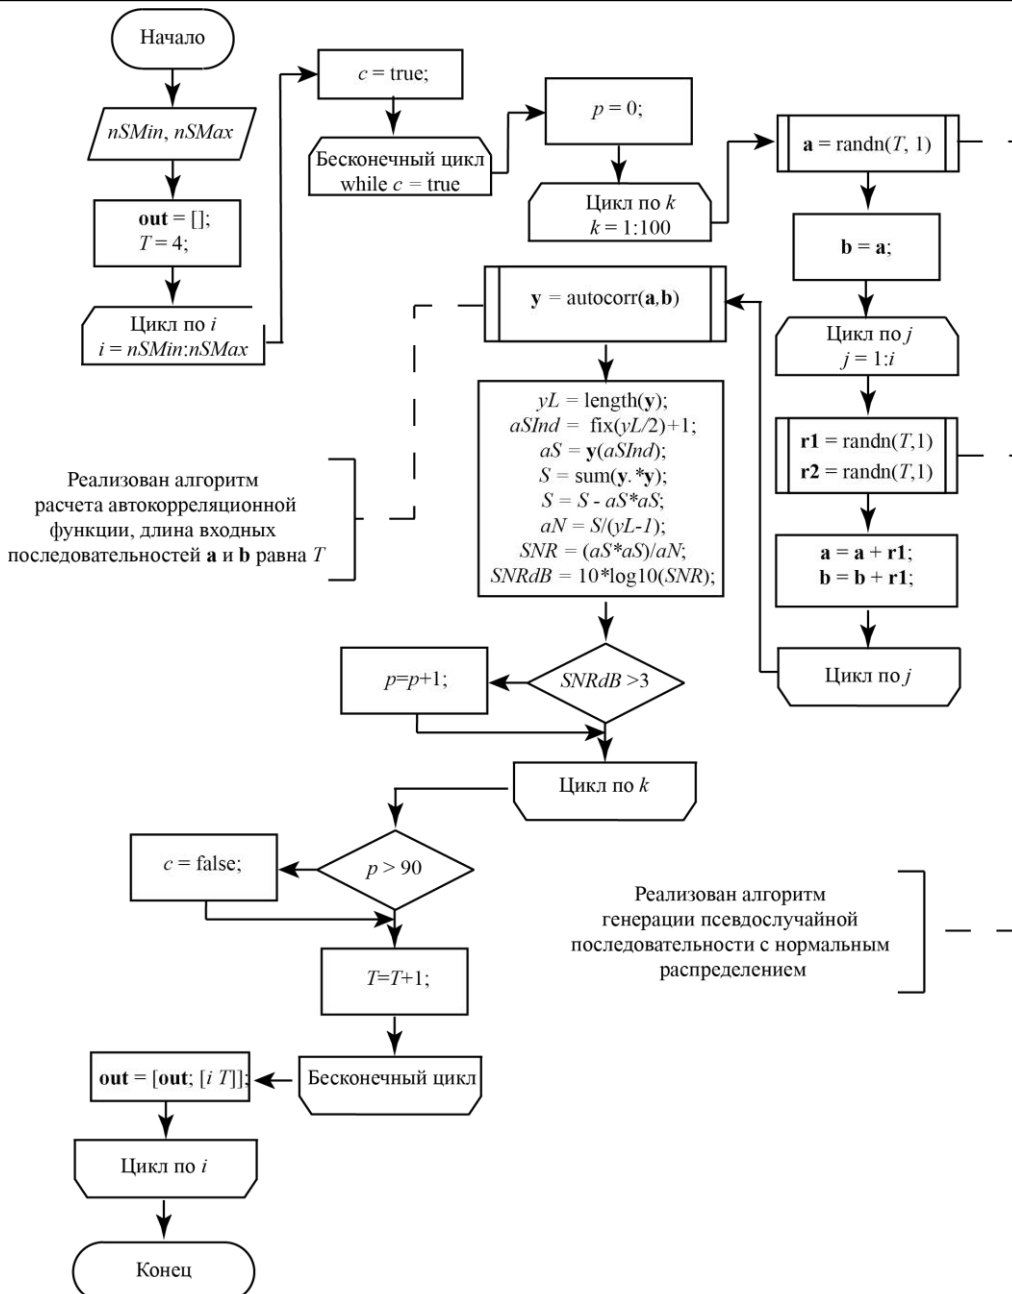 Начало
nSMin, nSMax
out = [];
T = 4;
Цикл по i
i = nSMin:nSMax
c = true;
Бесконечный цикл
while c = true
p = 0;
Цикл по k
k = 1:100
a = randn(T, 1)
b = a;
Цикл по j
j = 1:i
r1 = randn(T,1)
r2 = randn(T,1)
a = a + r1;
b = b + r1;
Цикл по j
y = autocorr(a,b)
yL = length(y);
aSInd = fix(yL/2)+1;
aS = y(aSInd);
S = sum(y.*y);
S = S - aS*aS;
aN = S/(yL-1);
SNR = (aS*aS)/aN;
SNRdB = 10*log10(SNR);
Реализован алгоритм
расчета автокорреляционной
функции, длина входных
последовательностей a и b равна T
SNRdB >3
p=p+1;
Цикл по k
p > 90
c = false;
T=T+1;
Реализован алгоритм
генерации псевдослучайной
последовательности с нормальным
распределением
Бесконечный цикл
out = [out; [i T]];
Цикл по i
Конец